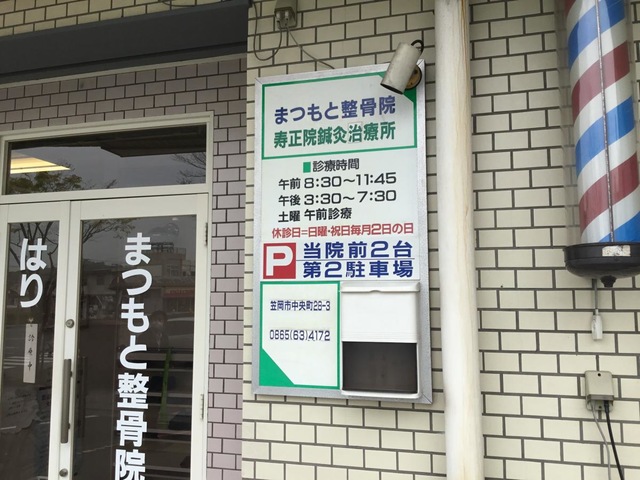 まつもと整骨院
寿正院鍼灸治療所
診療時間
午前 8:30〜11:45
午後 3:30〜7:30
土曜 午前診療
休診日=日曜・祝日毎月2日の日
P 当院前2台
第2駐車場
笠岡市中央町28-3
0865(63)4172
はり
まつもと整骨院